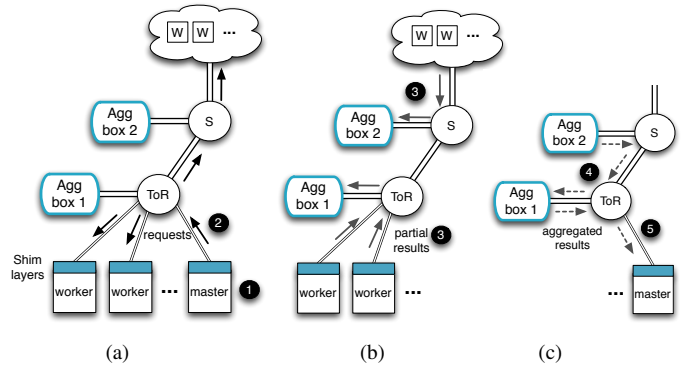 W W ...
Agg
box 2
S
Agg
box 1
ToR
2
requests
Shim
layers
worker
worker
...
master
1
(a)
W W ...
3
Agg
box 2
S
Agg
box 1
ToR
partial
results
3
worker
worker
...
(b)
Agg
box 2
S
4
Agg
box 1
ToR
aggregated
results
5
...
master
(c)